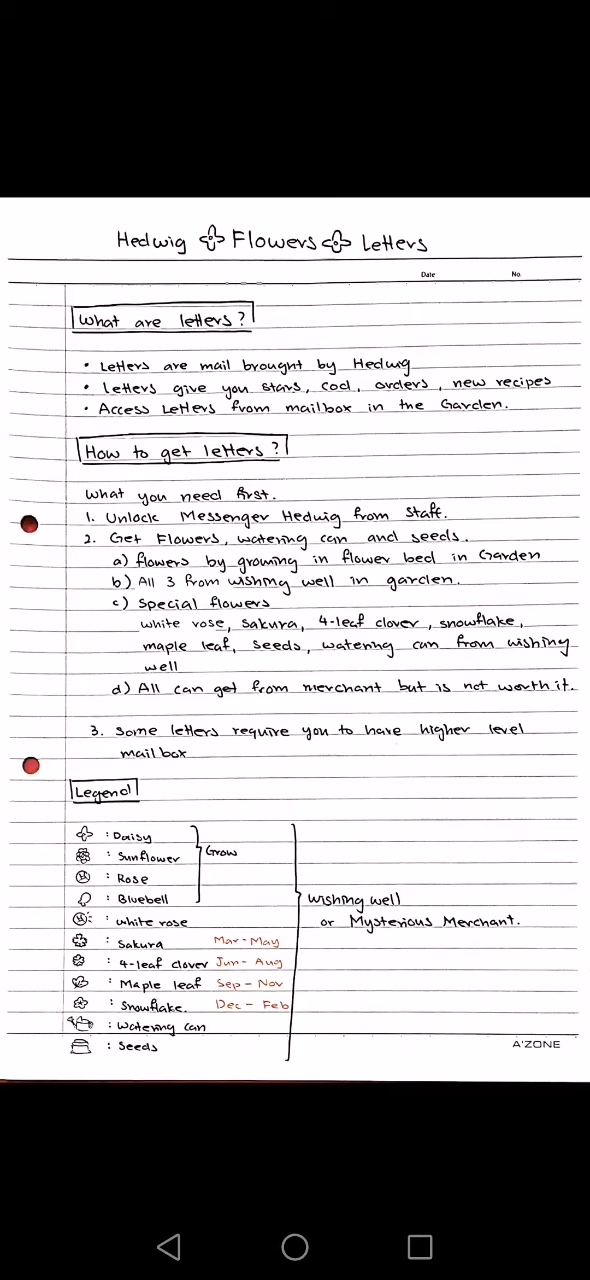 Hedwig Flowers Letters
Date No.
What are letters?
• Letters are mail brought by Hedwig
• Letters give you stars, cod, orders, new recipes
• Access Letters from mailbox in the Garden.
How to get letters?
What you need first.
1. Unlock Messenger Hedwig from Staff.
2. Get Flowers, watering can and seeds.
a) flowers by growing in flower bed in Garden
b) All 3 from wishing well in garden.
c) Special flowers
white rose, sakura, 4-leaf clover, snowflake,
maple leaf, seeds, watering can from wishing
well
d) All can get from merchant but is not worth it.
3. Some letters require you to have higher level
mailbox
Legend
: Daisy
: Sunflower Grow
: Rose
: Bluebell wishing well
: white rose or Mysterious Merchant.
: Sakura Mar - May
: 4-leaf clover Jun - Aug
: Maple leaf Sep - Nov
: Snowflake. Dec - Feb
: Watering can
: Seeds A'ZONE